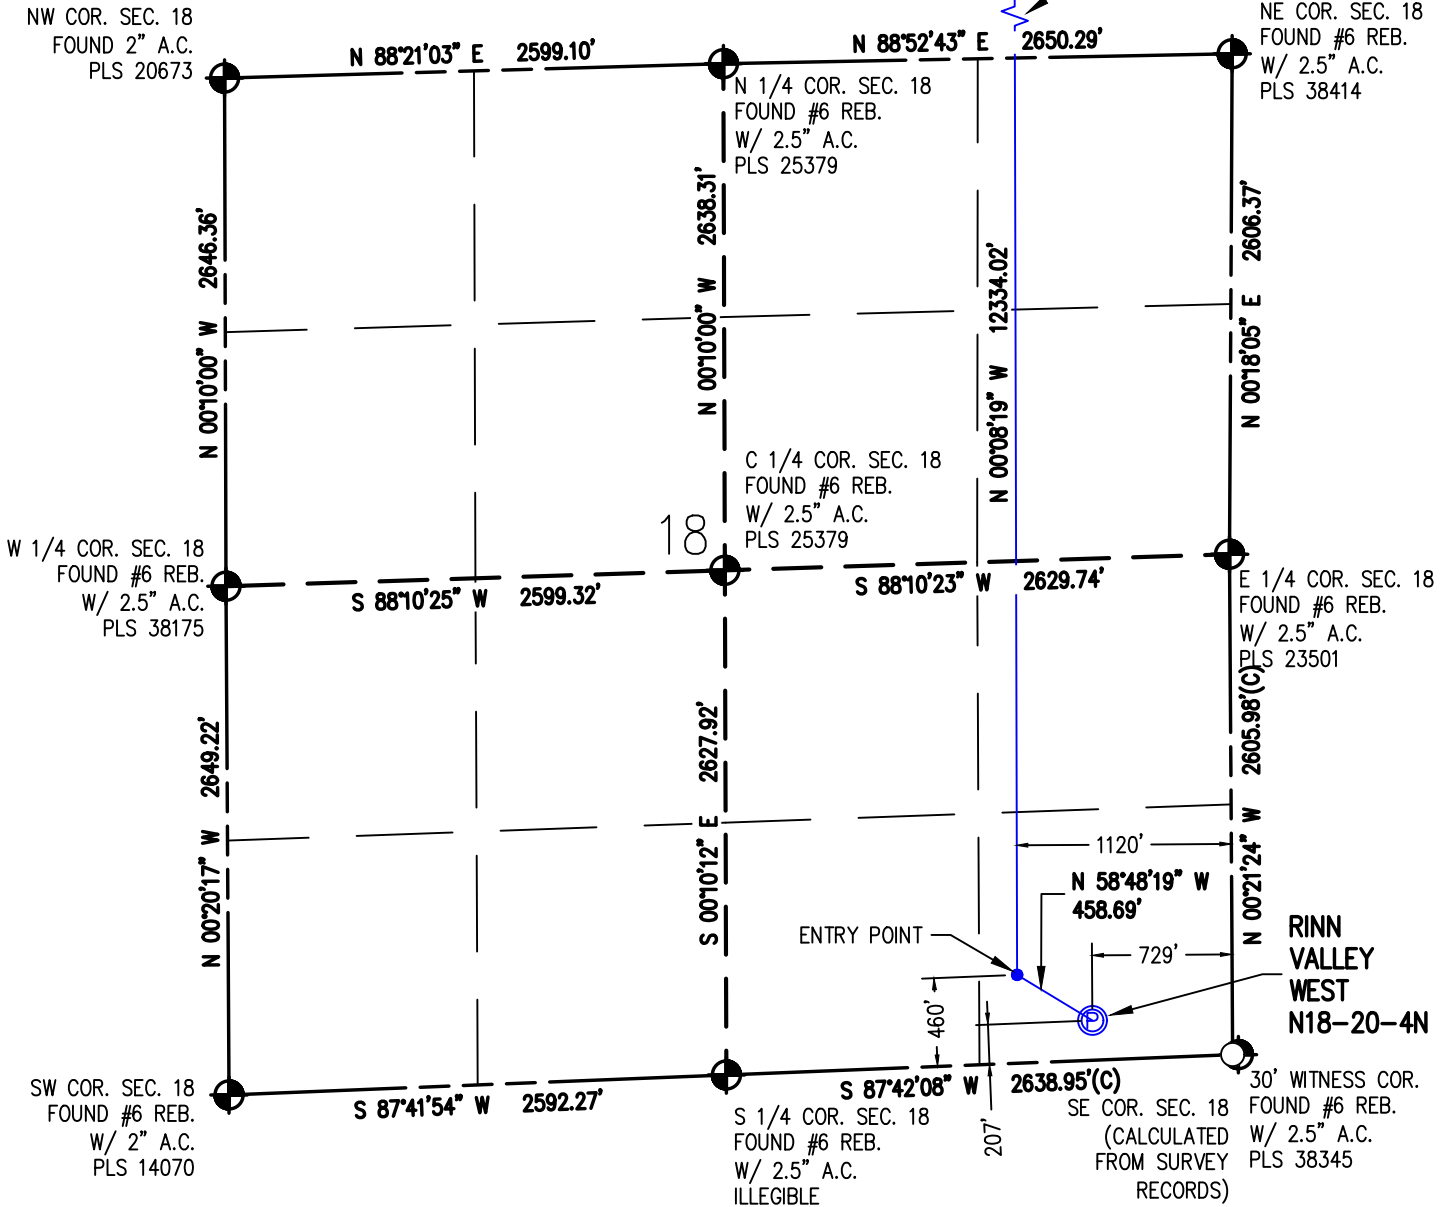 NW COR. SEC. 18
FOUND 2" A.C.
PLS 20673
N 88°21'03" E 2599.10'
N 88°52'43" E 2650.29'
NE COR. SEC. 18
FOUND #6 REB.
W/ 2.5" A.C.
PLS 38414
N 1/4 COR. SEC. 18
FOUND #6 REB.
W/ 2.5" A.C.
PLS 25379
N 00°10'00" W 2646.36'
N 00°10'00" W 2638.31'
N 00°08'19" W 12334.02'
N 00°18'05" E 2606.37'
C 1/4 COR. SEC. 18
FOUND #6 REB.
W/ 2.5" A.C.
PLS 25379
18
W 1/4 COR. SEC. 18
FOUND #6 REB.
W/ 2.5" A.C.
PLS 38175
S 88°10'25" W 2599.32'
S 88°10'23" W 2629.74'
E 1/4 COR. SEC. 18
FOUND #6 REB.
W/ 2.5" A.C.
PLS 23501
N 00°20'17" W 2649.22'
S 00°10'12" E 2627.92'
N 00°21'24" W 2605.98'(C)
1120'
N 58°48'19" W
458.69'
ENTRY POINT
729'
RINN
VALLEY
WEST
N18-20-4N
460'
P
207'
SW COR. SEC. 18
FOUND #6 REB.
W/ 2" A.C.
PLS 14070
S 87°41'54" W 2592.27'
S 87°42'08" W 2638.95'(C)
S 1/4 COR. SEC. 18
FOUND #6 REB.
W/ 2.5" A.C.
ILLEGIBLE
SE COR. SEC. 18
(CALCULATED
FROM SURVEY
RECORDS)
30' WITNESS COR.
FOUND #6 REB.
W/ 2.5" A.C.
PLS 38345